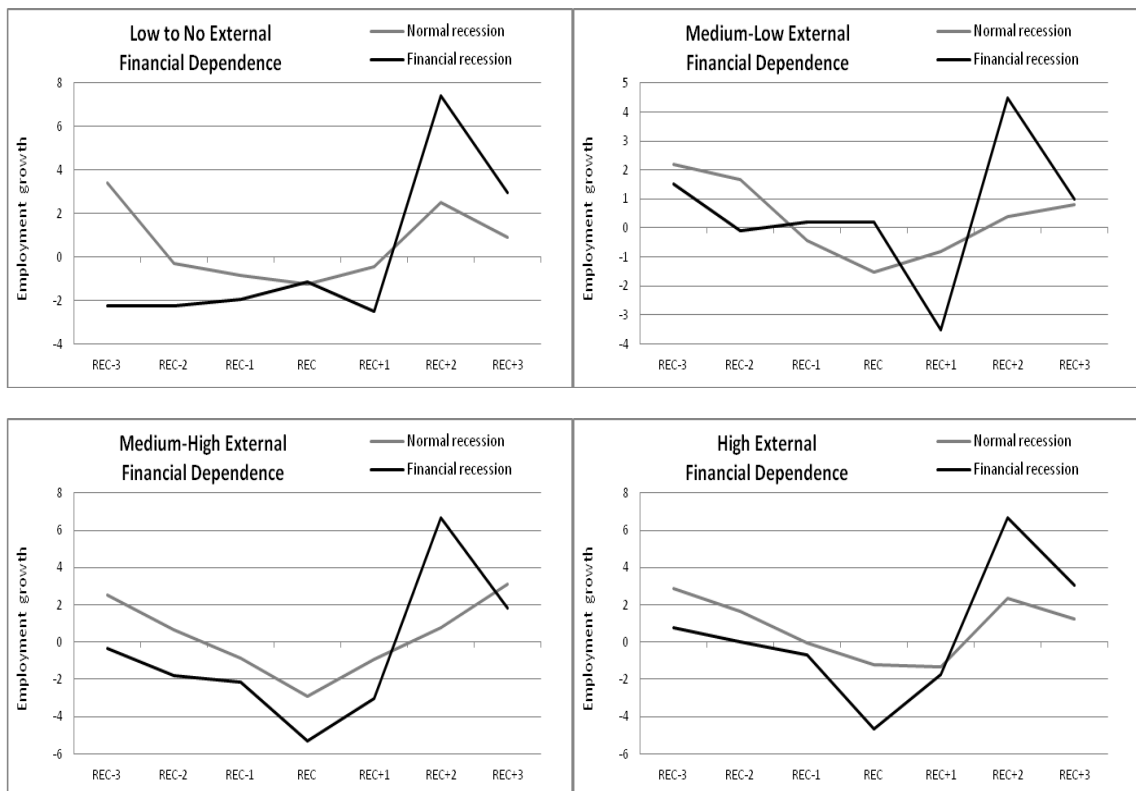 Low to No External
Financial Dependence
Normal recession
Financial recession
Employment growth
8
6
4
2
0
-2
-4
REC-3 REC-2 REC-1 REC REC+1 REC+2 REC+3
Medium-Low External
Financial Dependence
Normal recession
Financial recession
Employment growth
5
4
3
2
1
0
-1
-2
-3
-4
REC-3 REC-2 REC-1 REC REC+1 REC+2 REC+3
Medium-High External
Financial Dependence
Normal recession
Financial recession
Employment growth
8
6
4
2
0
-2
-4
-6
REC-3 REC-2 REC-1 REC REC+1 REC+2 REC+3
High External
Financial Dependence
Normal recession
Financial recession
Employment growth
8
6
4
2
0
-2
-4
-6
REC-3 REC-2 REC-1 REC REC+1 REC+2 REC+3